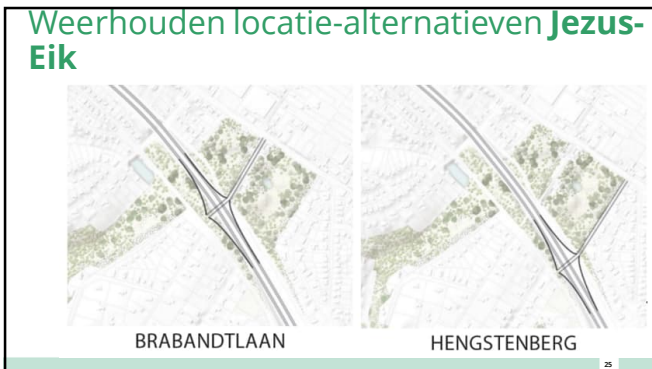 Weerhouden locatie-alternatieven Jezus-
Eik
BRABANDTLAAN
HENGSTENBERG
25